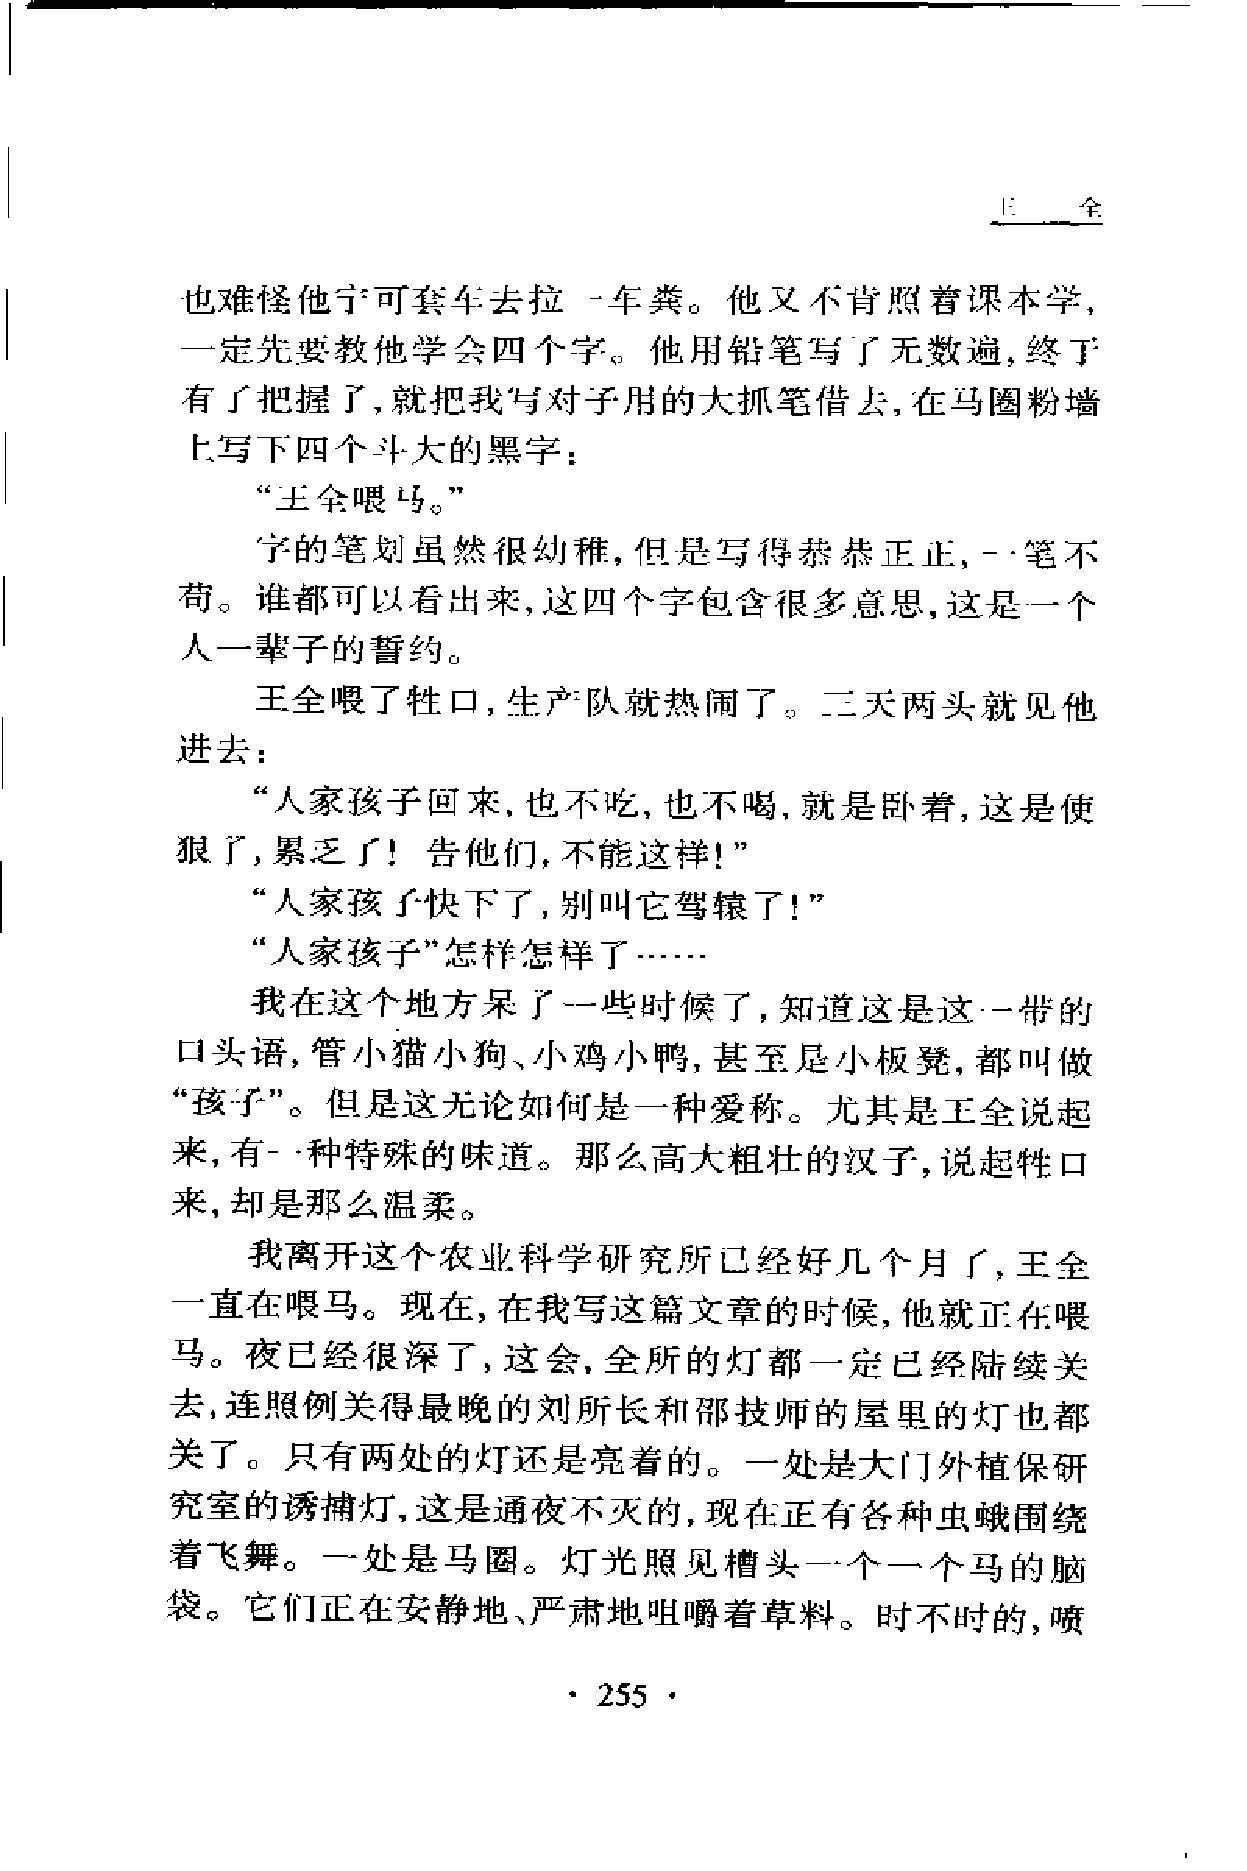 王 全
也难怪他宁可套车去拉一车粪。他又不肯照着课本学,
一定先要教他学会四个字。他用铅笔写了无数遍,终于
有了把握了,就把我写对子用的大抓笔借去,在马圈粉墙
上写下四个斗大的黑字:
“王全喂马。”
字的笔划虽然很幼稚,但是写得恭恭正正,一笔不
苟。谁都可以看出来,这四个字包含很多意思,这是一个
人一辈子的誓约。
王全喂了牲口,生产队就热闹了。三天两头就见他
进去:
“人家孩子回来,也不吃,也不喝,就是卧着,这是使
狠了,累乏了!告他们,不能这样!”
“人家孩子快下了,别叫它驾辕了!”
“人家孩子”怎样怎样了……
我在这个地方呆了一些时候了,知道这是这一带的
口头语,管小猫小狗、小鸡小鸭,甚至是小板凳,都叫做
“孩子”。但是这无论如何是一种爱称。尤其是王全说起
来,有一种特殊的味道。那么高大粗壮的汉子,说起牲口
来,却是那么温柔。
我离开这个农业科学研究所已经好几个月了,王全
一直在喂马。现在,在我写这篇文章的时候,他就正在喂
马。夜已经很深了,这会,全所的灯都一定已经陆续关
去,连照例关得最晚的刘所长和邵技师的屋里的灯也都
关了。只有两处的灯还是亮着的。一处是大门外植保研
究室的诱捕灯,这是通夜不灭的,现在正有各种虫蛾围绕
着飞舞。一处是马圈。灯光照见槽头一个一个马的脑
袋。它们正在安静地、严肃地咀嚼着草料。时不时的,喷
· 255 ·